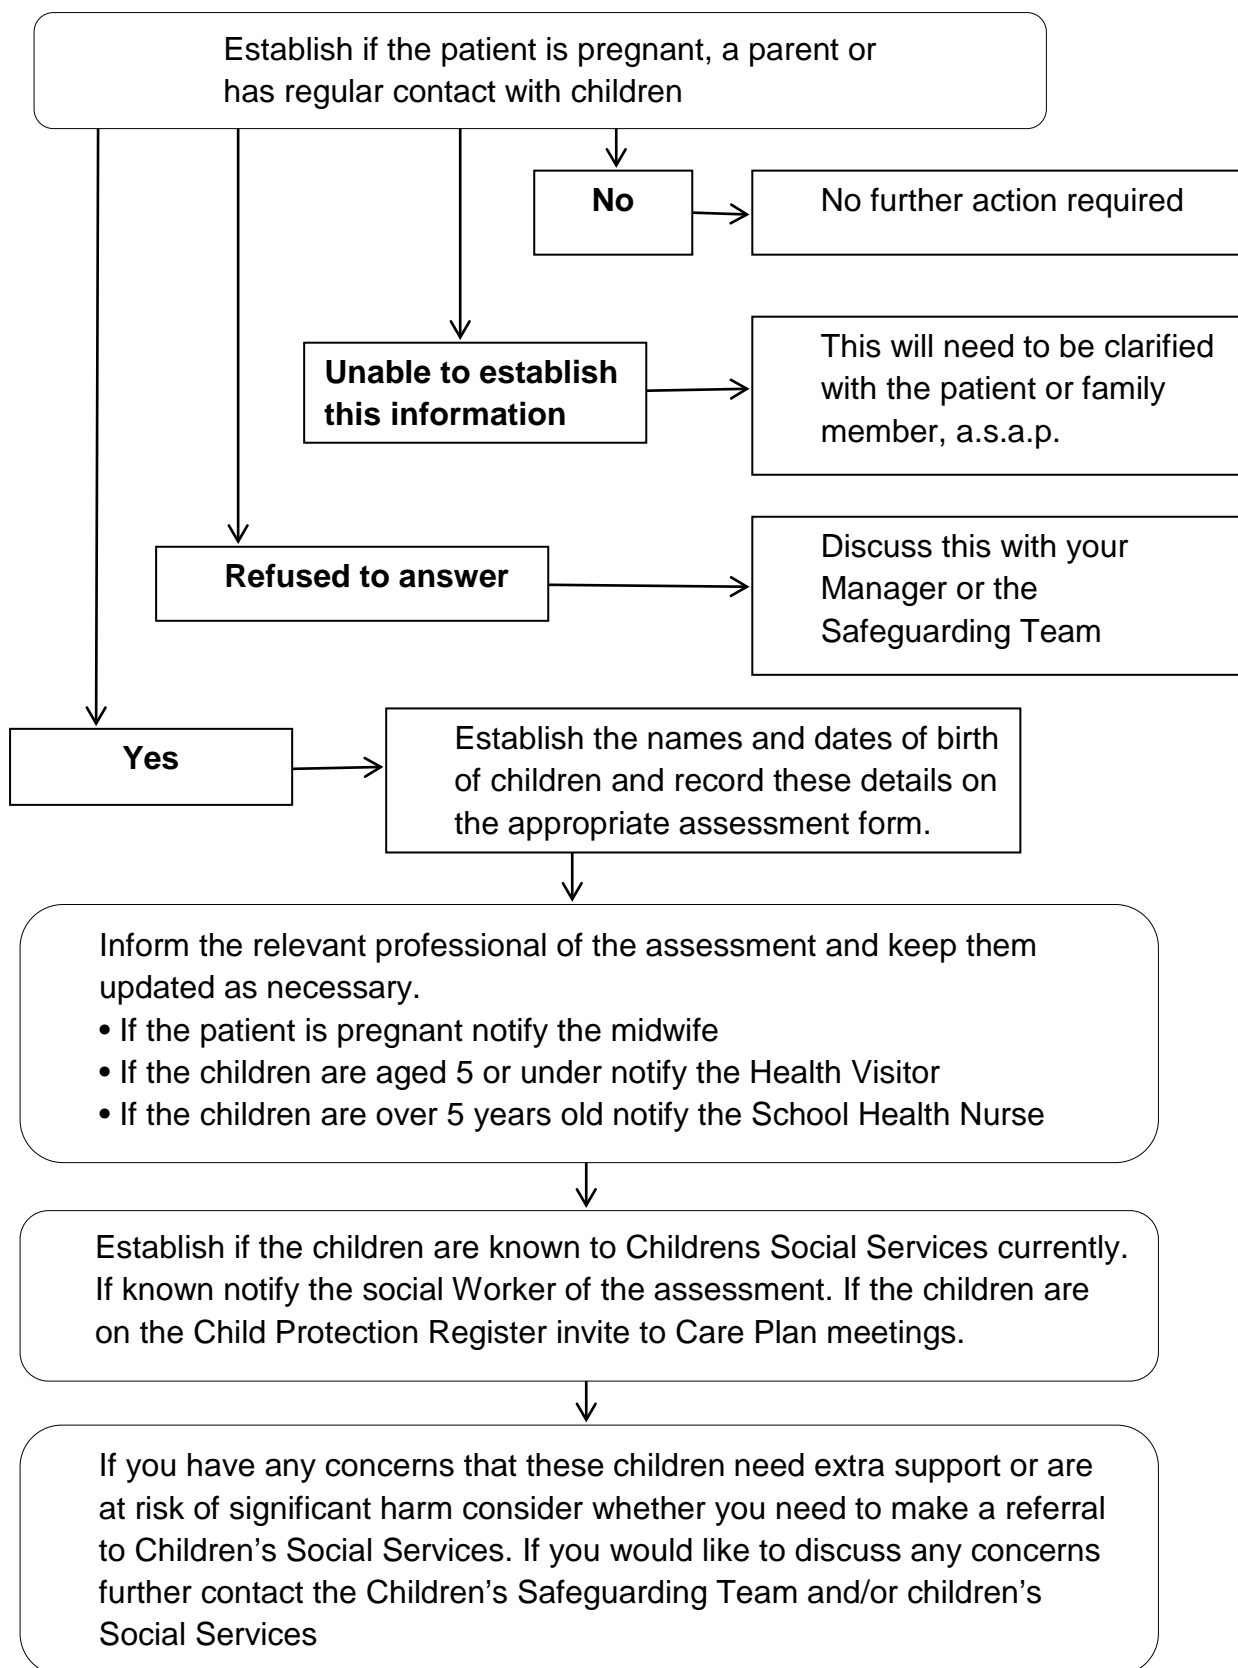 Establish if the patient is pregnant, a parent or
has regular contact with children
No
No further action required
Unable to establish
this information
This will need to be clarified
with the patient or family
member, a.s.a.p.
Refused to answer
Discuss this with your
Manager or the
Safeguarding Team
Yes
Establish the names and dates of birth
of children and record these details on
the appropriate assessment form.
Inform the relevant professional of the assessment and keep them
updated as necessary.
• If the patient is pregnant notify the midwife
• If the children are aged 5 or under notify the Health Visitor
• If the children are over 5 years old notify the School Health Nurse
Establish if the children are known to Childrens Social Services currently.
If known notify the social Worker of the assessment. If the children are
on the Child Protection Register invite to Care Plan meetings.
If you have any concerns that these children need extra support or are
at risk of significant harm consider whether you need to make a referral
to Children’s Social Services. If you would like to discuss any concerns
further contact the Children’s Safeguarding Team and/or children’s
Social Services